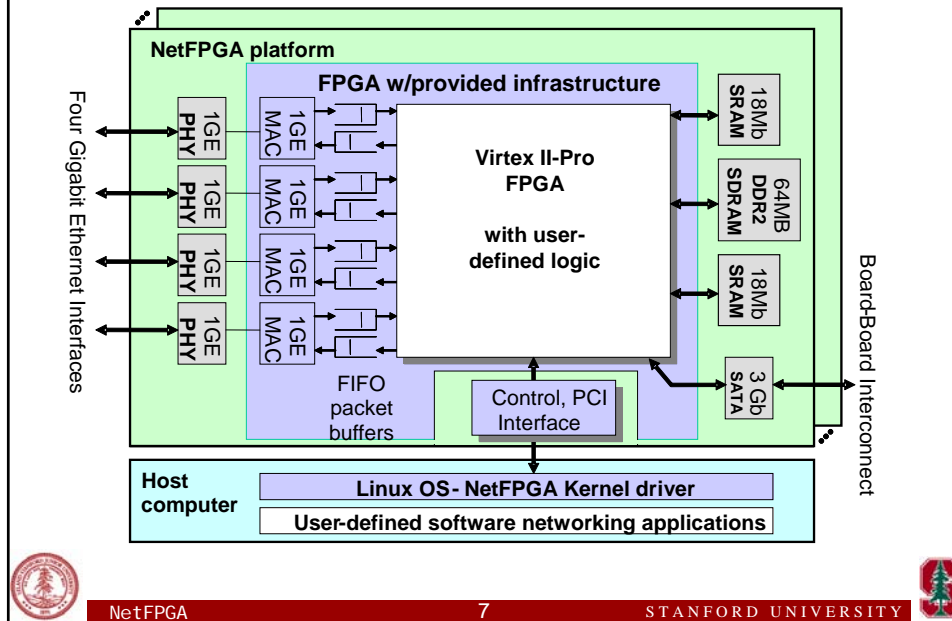 NetFPGA platform
FPGA w/provided infrastructure
Four Gigabit Ethernet Interfaces
1GE
PHY
1GE
MAC
1GE
PHY
1GE
MAC
1GE
PHY
1GE
MAC
1GE
PHY
1GE
MAC
FIFO
packet
buffers
Virtex II-Pro
FPGA
with user-
defined logic
18Mb
SRAM
64MB
DDR2
SDRAM
18Mb
SRAM
3 Gb
SATA
Board-Board Interconnect
Control, PCI
Interface
Host
computer
Linux OS- NetFPGA Kernel driver
User-defined software networking applications
NetFPGA
7
STANFORD UNIVERSITY